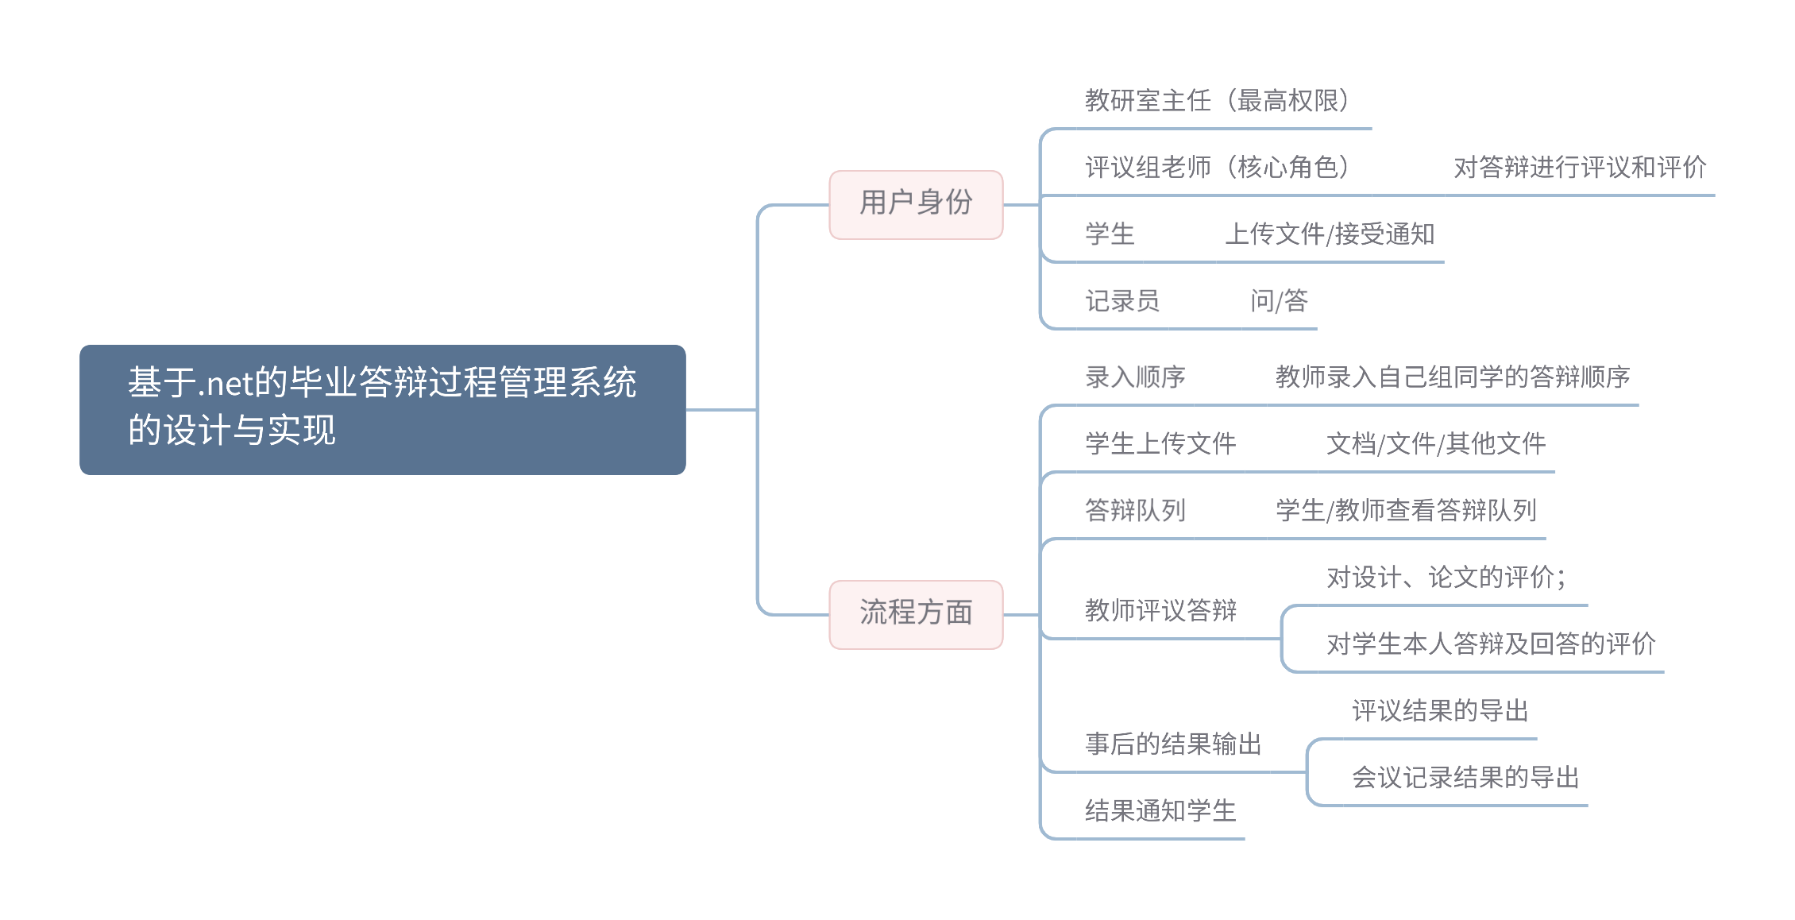 基于.net的毕业答辩过程管理系统
的设计与实现
用户身份
教研室主任（最高权限）
评议组老师（核心角色）
对答辩进行评议和评价
学生
上传文件/接受通知
记录员
问/答
流程方面
录入顺序
教师录入自己组同学的答辩顺序
学生上传文件
文档/文件/其他文件
答辩队列
学生/教师查看答辩队列
教师评议答辩
对设计、论文的评价；
对学生本人答辩及回答的评价
事后的结果输出
评议结果的导出
会议记录结果的导出
结果通知学生